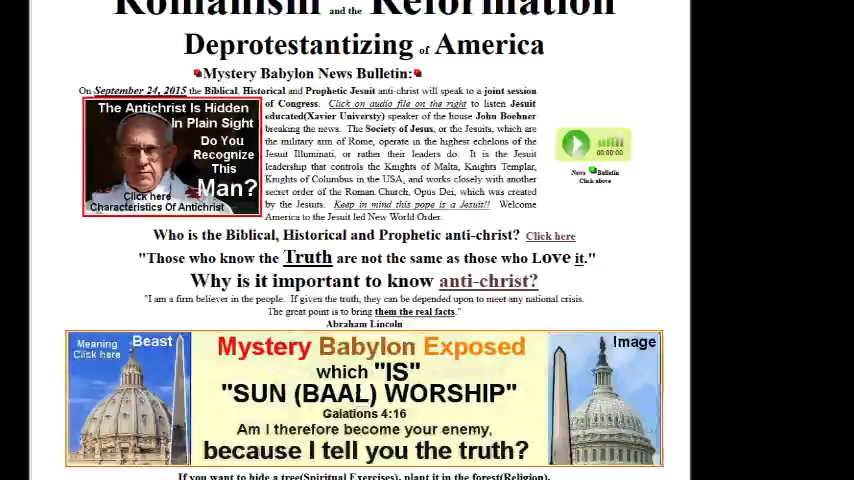 Romanism and the Reformation
Deprotestantizing of America
Mystery Babylon News Bulletin:
On September 24, 2015 the Biblical, Historical and Prophetic Jesuit anti-christ will speak to a joint session
of Congress. Click on audio file on the right to listen Jesuit
educated(Xavier Universty) speaker of the house John Boehner
breaking the news. The Society of Jesus, or the Jesuits, which are
the military arm of Rome, operate in the highest echelons of the
Jesuit Illuminati, or rather their leaders do. It is the Jesuit
leadership that controls the Knights of Malta, Knights Templar,
Knights of Columbus in the USA, and works closely with another
secret order of the Roman Church, Opus Dei, which was created
by the Jesuits. Keep in mind this pope is a Jesuit!! Welcome
America to the Jesuit led New World Order.
The Antichrist Is Hidden
In Plain Sight
Do You
Recognize
This
Man?
Click here
Characteristics Of Antichrist
00:00:00
News Bulletin
Click above
Who is the Biblical, Historical and Prophetic anti-christ? Click here
"Those who know the Truth are not the same as those who Love it."
Why is it important to know anti-christ?
"I am a firm believer in the people. If given the truth, they can be depended upon to meet any national crisis.
The great point is to bring them the real facts."
Abraham Lincoln
Meaning
Click here
Beast
Mystery Babylon Exposed
which "IS"
"SUN (BAAL) WORSHIP"
Galations 4:16
Am I therefore become your enemy,
because I tell you the truth?
Image
If you want to hide a tree(Spiritual Exercises), plant it in the forest(Religion).